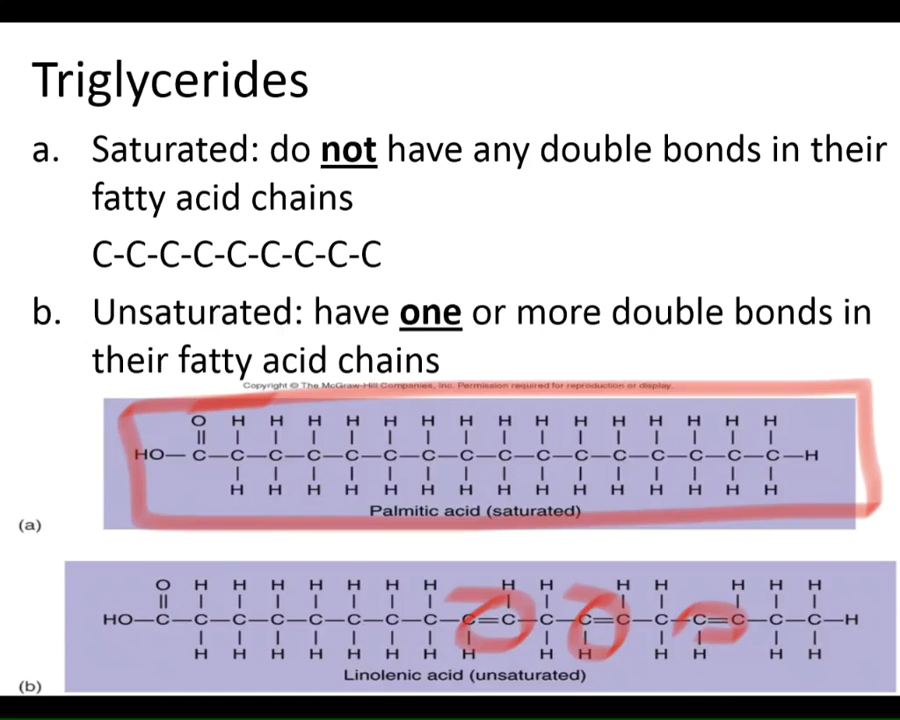 Triglycerides
a. Saturated: do not have any double bonds in their
fatty acid chains
C-C-C-C-C-C-C-C-C
b. Unsaturated: have one or more double bonds in
their fatty acid chains
Copyright © The McGraw-Hill Companies, Inc. Permission required for reproduction or display.
O H H H H H H H H H H H H H H H
HO—C—C—C—C—C—C—C—C—C—C—C—C—C—C—C—C—H
H H H H H H H H H H H H H H H
Palmitic acid (saturated)
(a)
O H H H H H H H H H H H H H H
HO—C—C—C—C—C—C—C—C—C=C—C—C=C—C—C=C—C—C—H
H H H H H H H H H H H H H H
Linolenic acid (unsaturated)
(b)